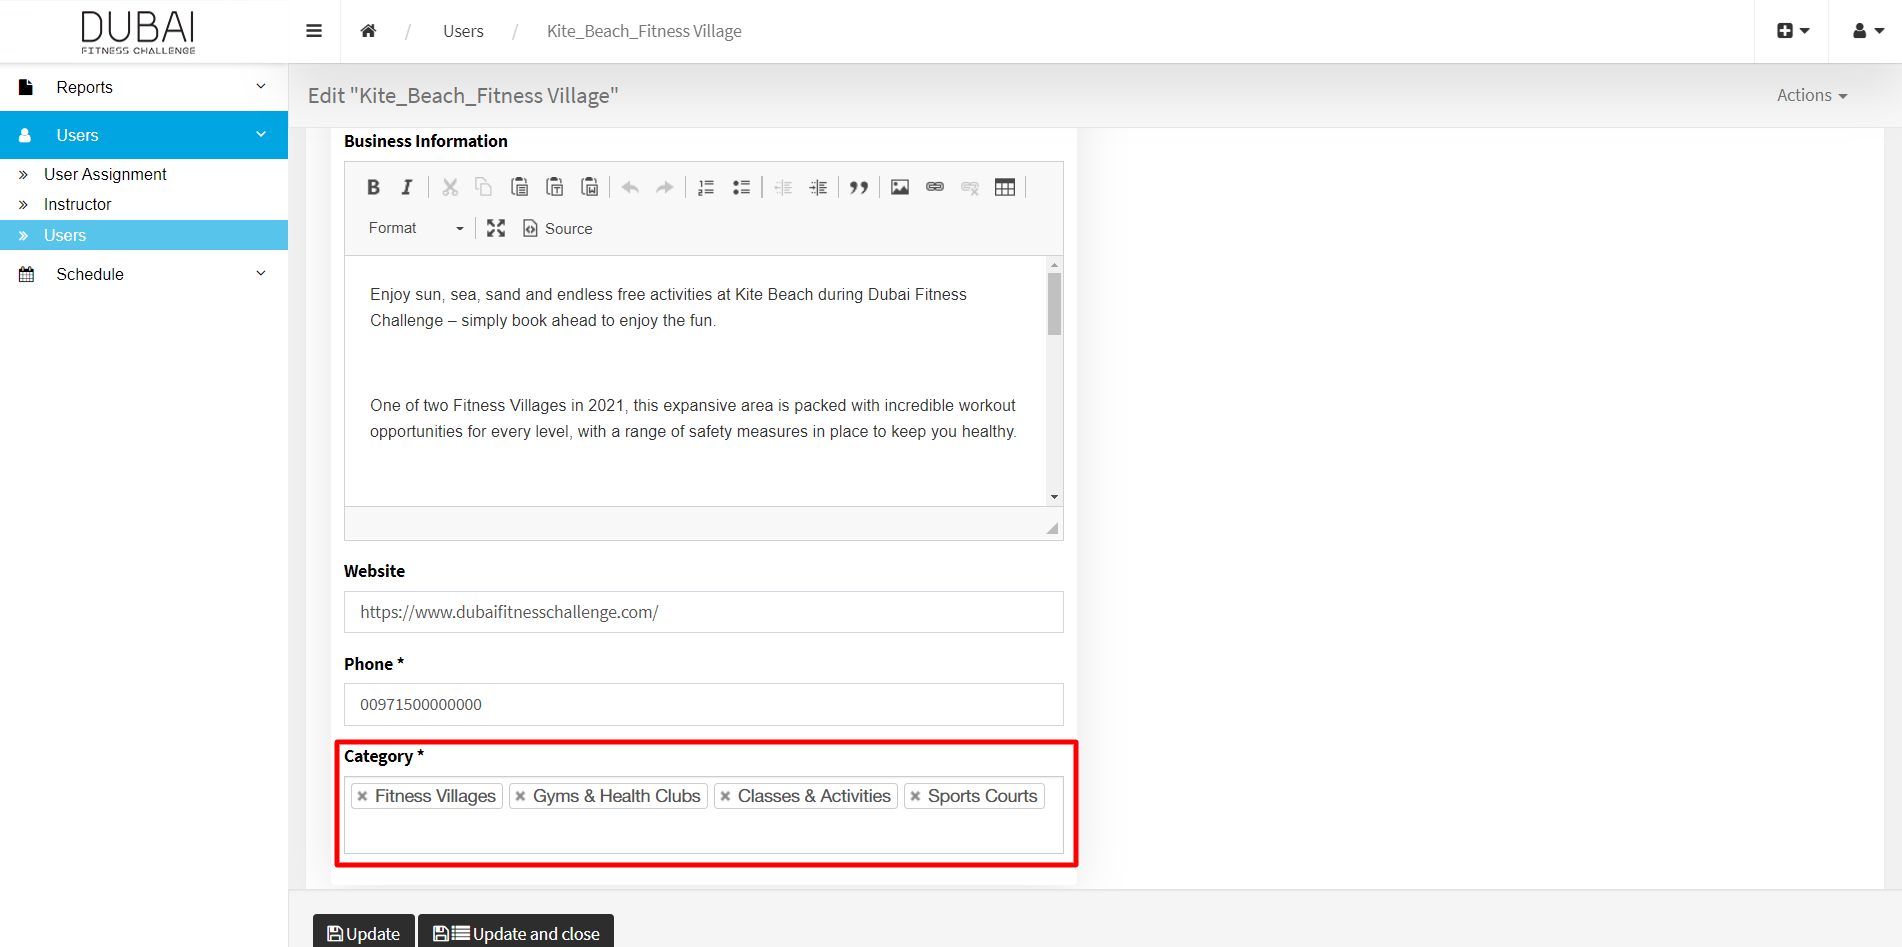 DUBAI
FITNESS CHALLENGE
/ Users / Kite_Beach_Fitness Village
Reports
Users
User Assignment
Instructor
Users
Schedule
Edit "Kite_Beach_Fitness Village"
Actions
Business Information
Format
Source
Enjoy sun, sea, sand and endless free activities at Kite Beach during Dubai Fitness
Challenge – simply book ahead to enjoy the fun.
One of two Fitness Villages in 2021, this expansive area is packed with incredible workout
opportunities for every level, with a range of safety measures in place to keep you healthy.
Website
https://www.dubaifitnesschallenge.com/
Phone *
00971500000000
Category *
× Fitness Villages × Gyms & Health Clubs × Classes & Activities × Sports Courts
Update Update and close